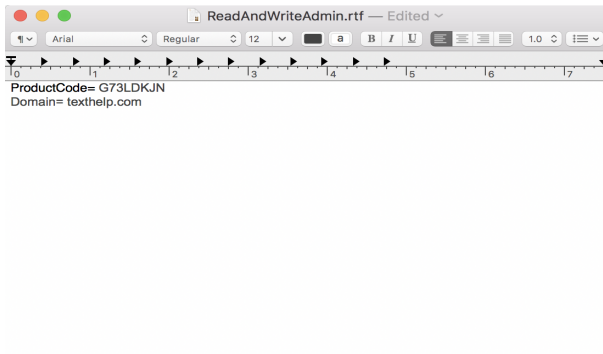 ReadAndWriteAdmin.rtf — Edited
¶ Arial Regular 12 a B I U 1.0
0 1 2 3 4 5 6 7
ProductCode= G73LDKJN
Domain= texthelp.com